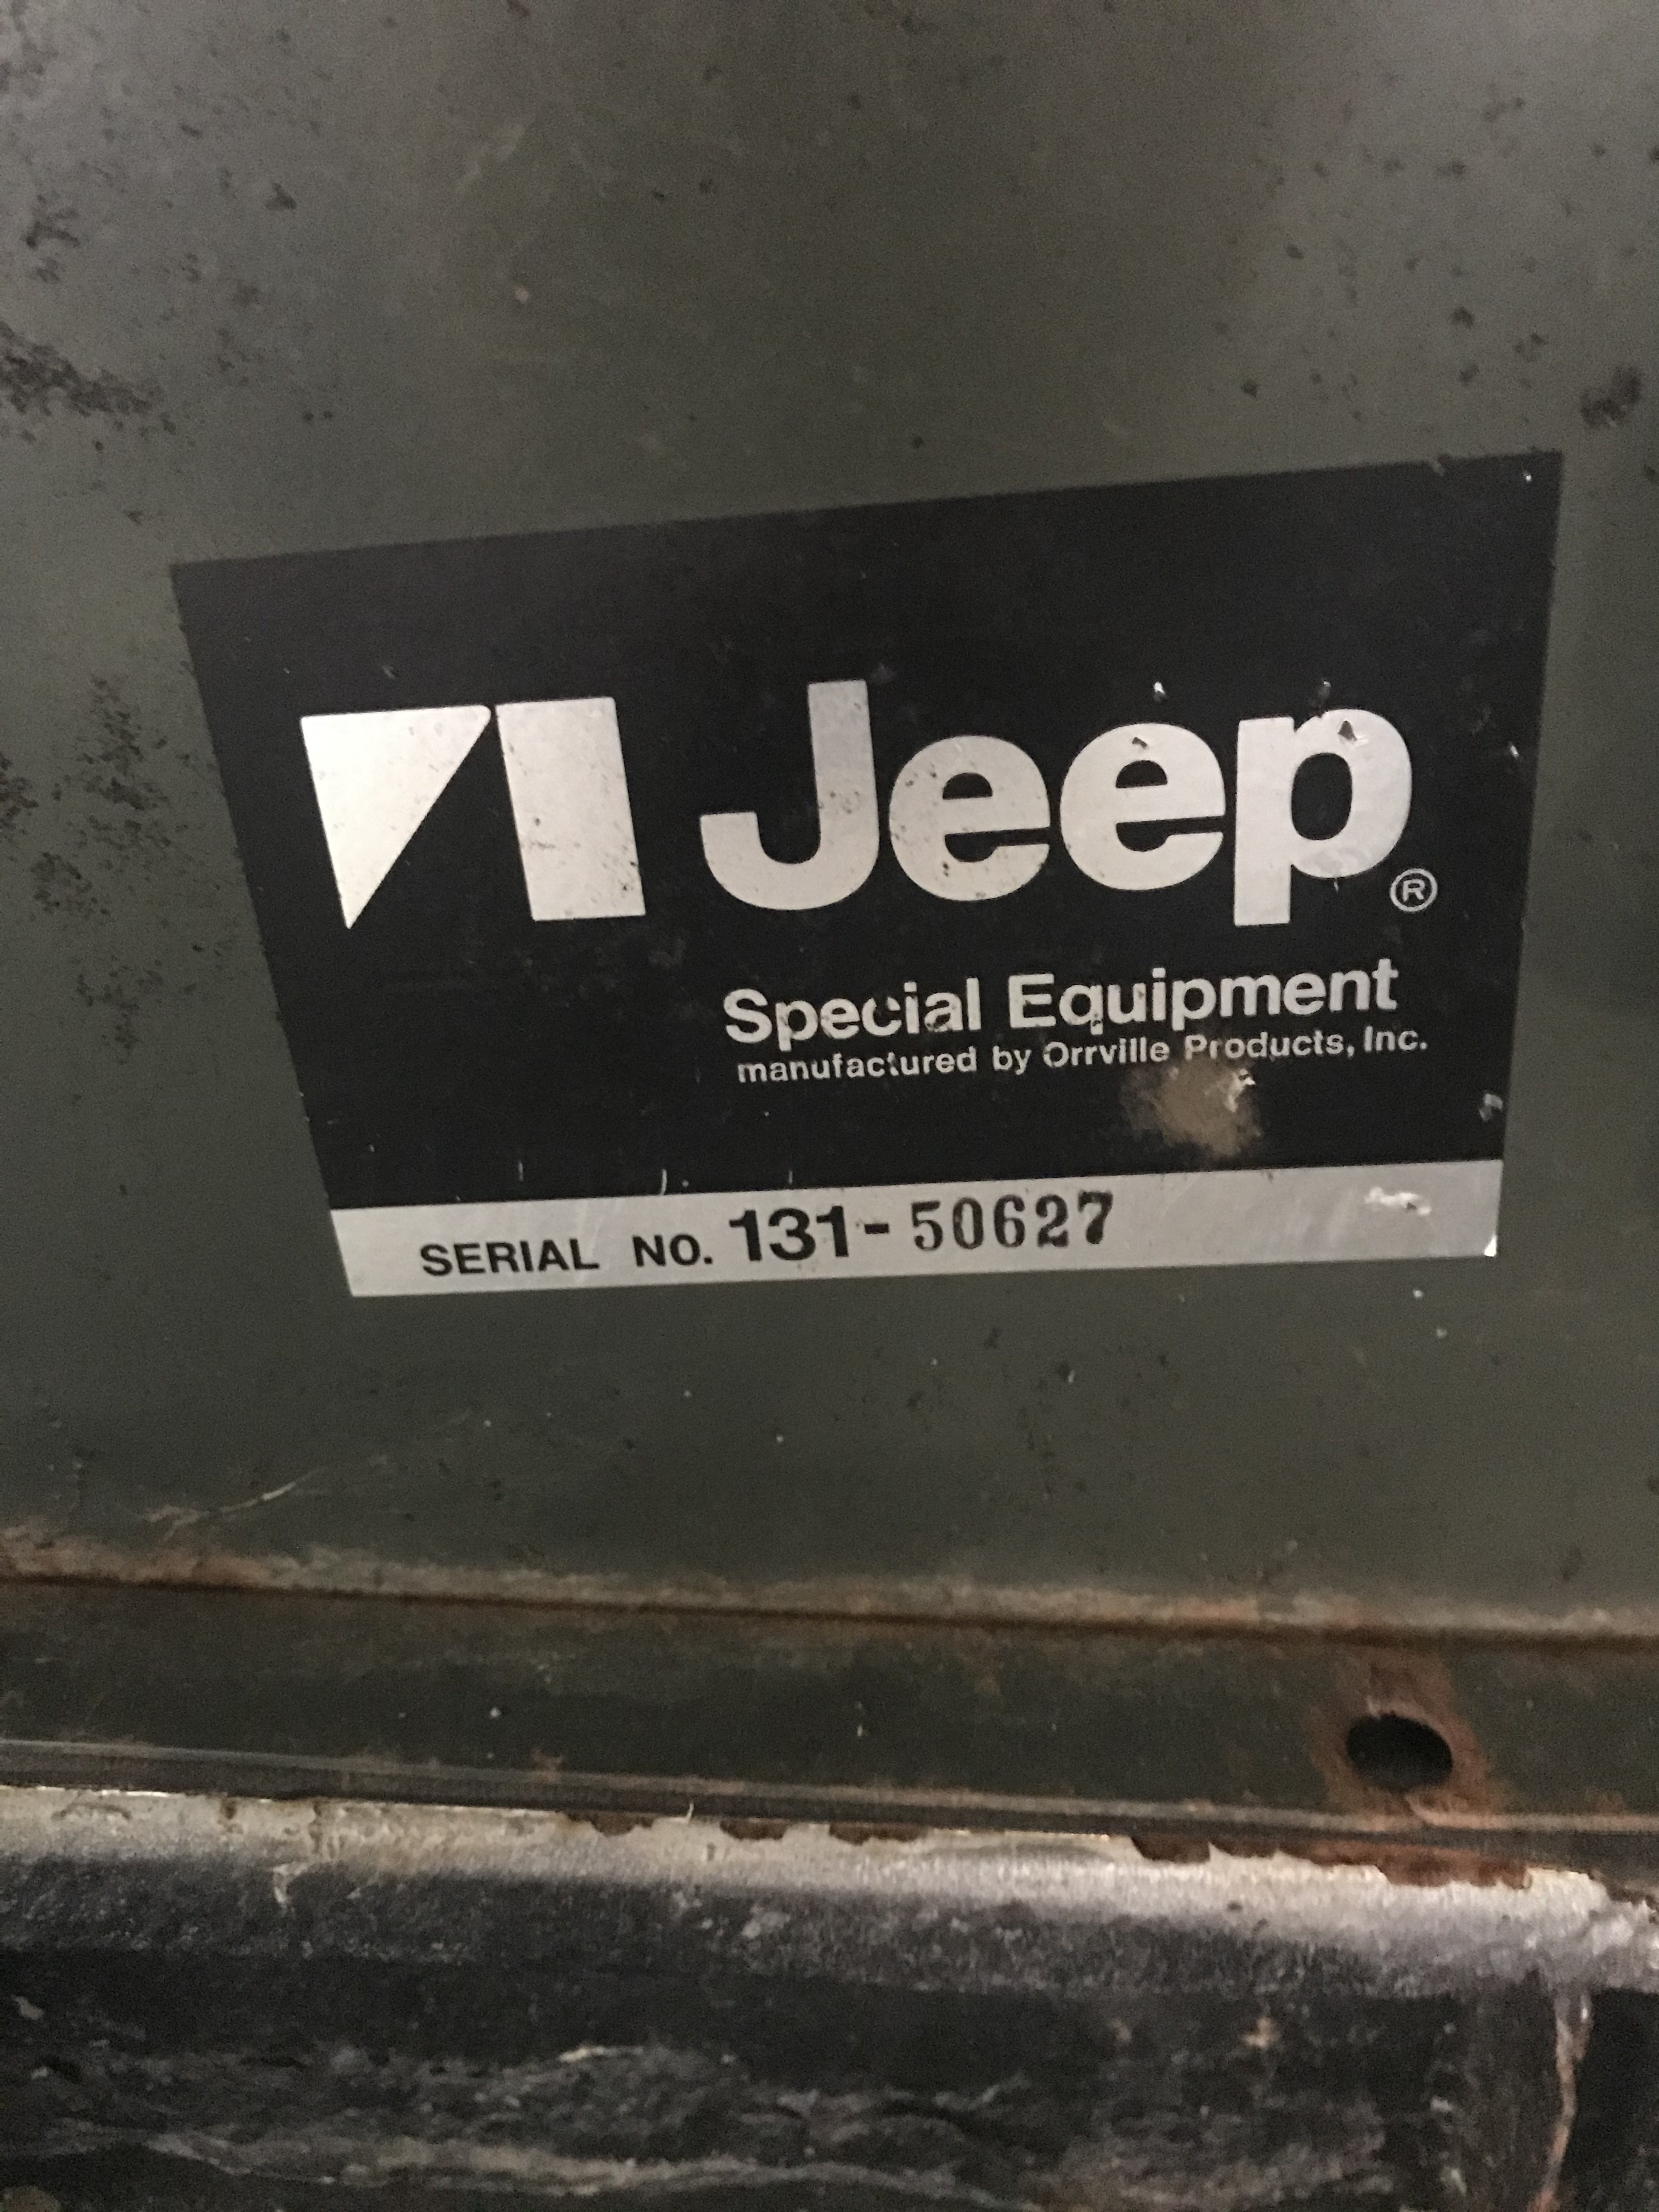 Jeep®
Special Equipment
manufactured by Orrville Products, Inc.
SERIAL NO. 131-50627